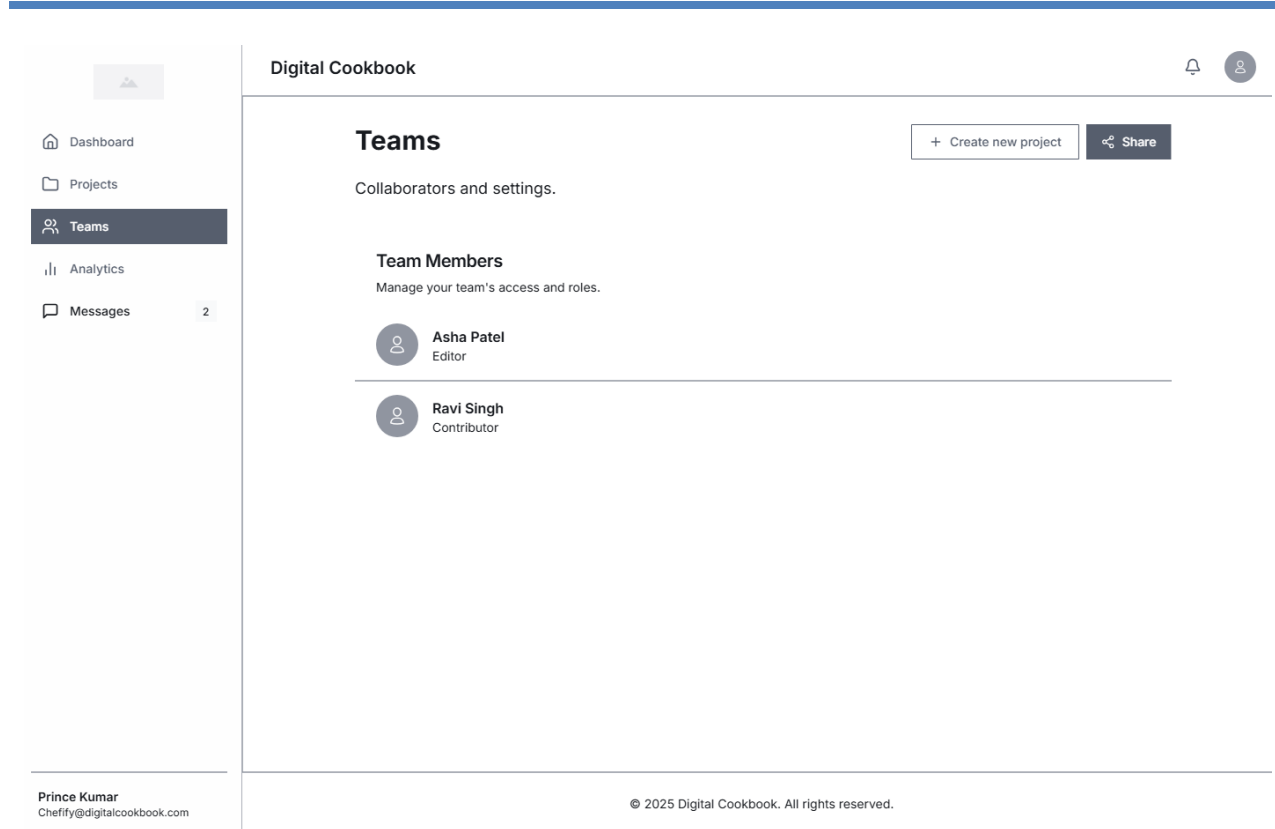 Digital Cookbook
Dashboard
Projects
Teams
Analytics
Messages 2
Prince Kumar
Chefify@digitalcookbook.com
Teams
+ Create new project
Share
Collaborators and settings.
Team Members
Manage your team's access and roles.
Asha Patel
Editor
Ravi Singh
Contributor
© 2025 Digital Cookbook. All rights reserved.